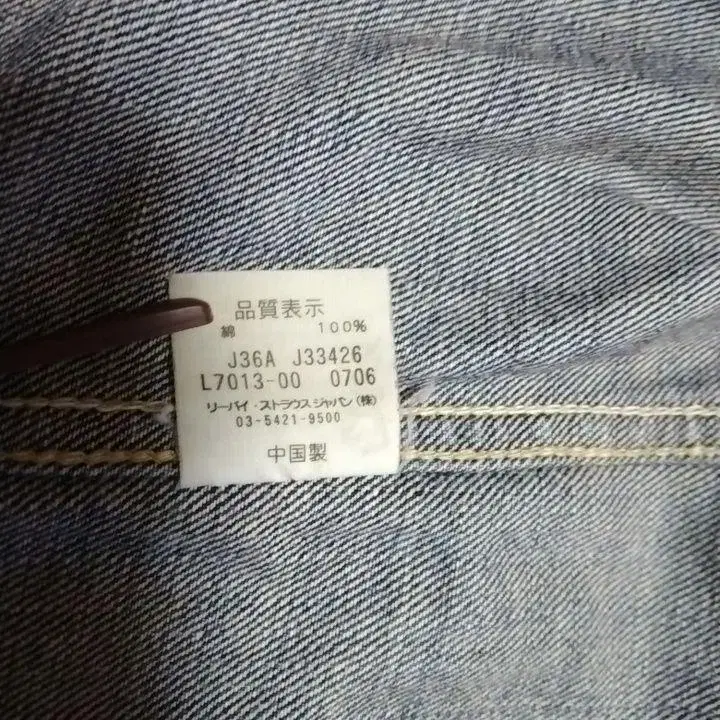 品質表示
綿 100%
J36A J33426
L7013-00 0706
リーバイ・ストラウスジャパン(株)
03-5421-9500
中国製